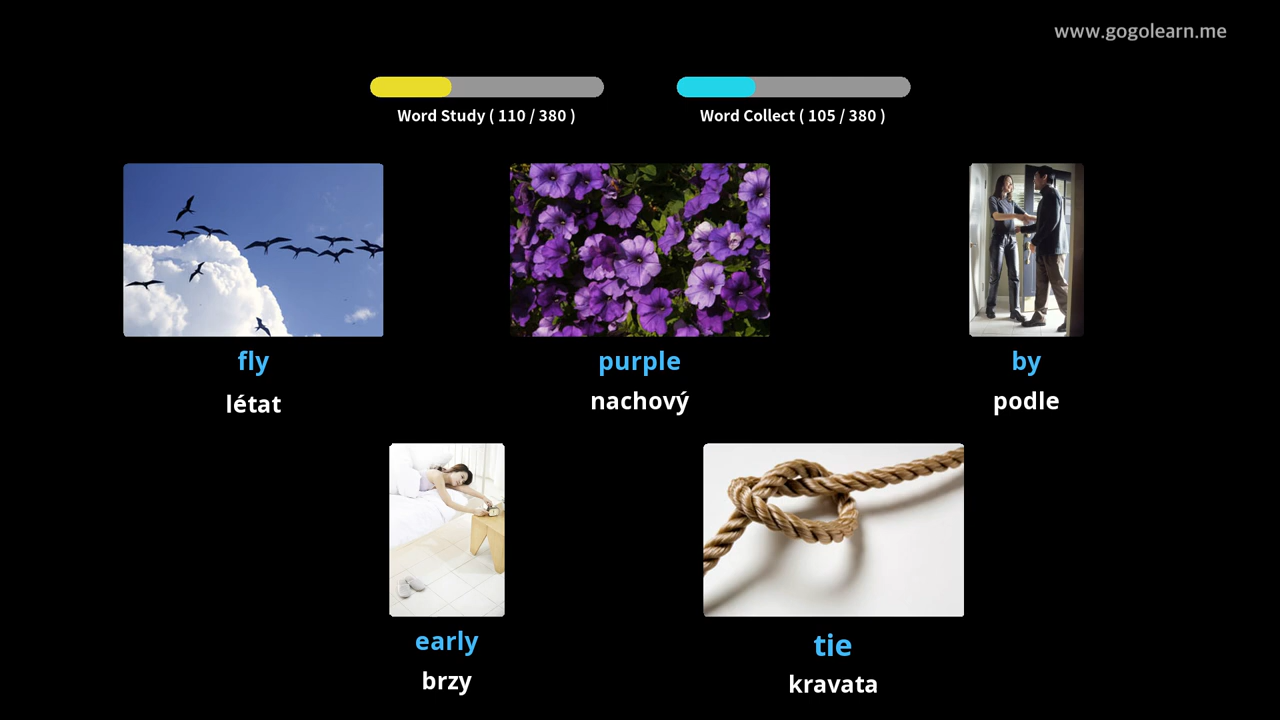 www.gogolearn.me
Word Study ( 110 / 380 )
Word Collect ( 105 / 380 )
fly
létat
purple
nachový
by
podle
early
brzy
tie
kravata